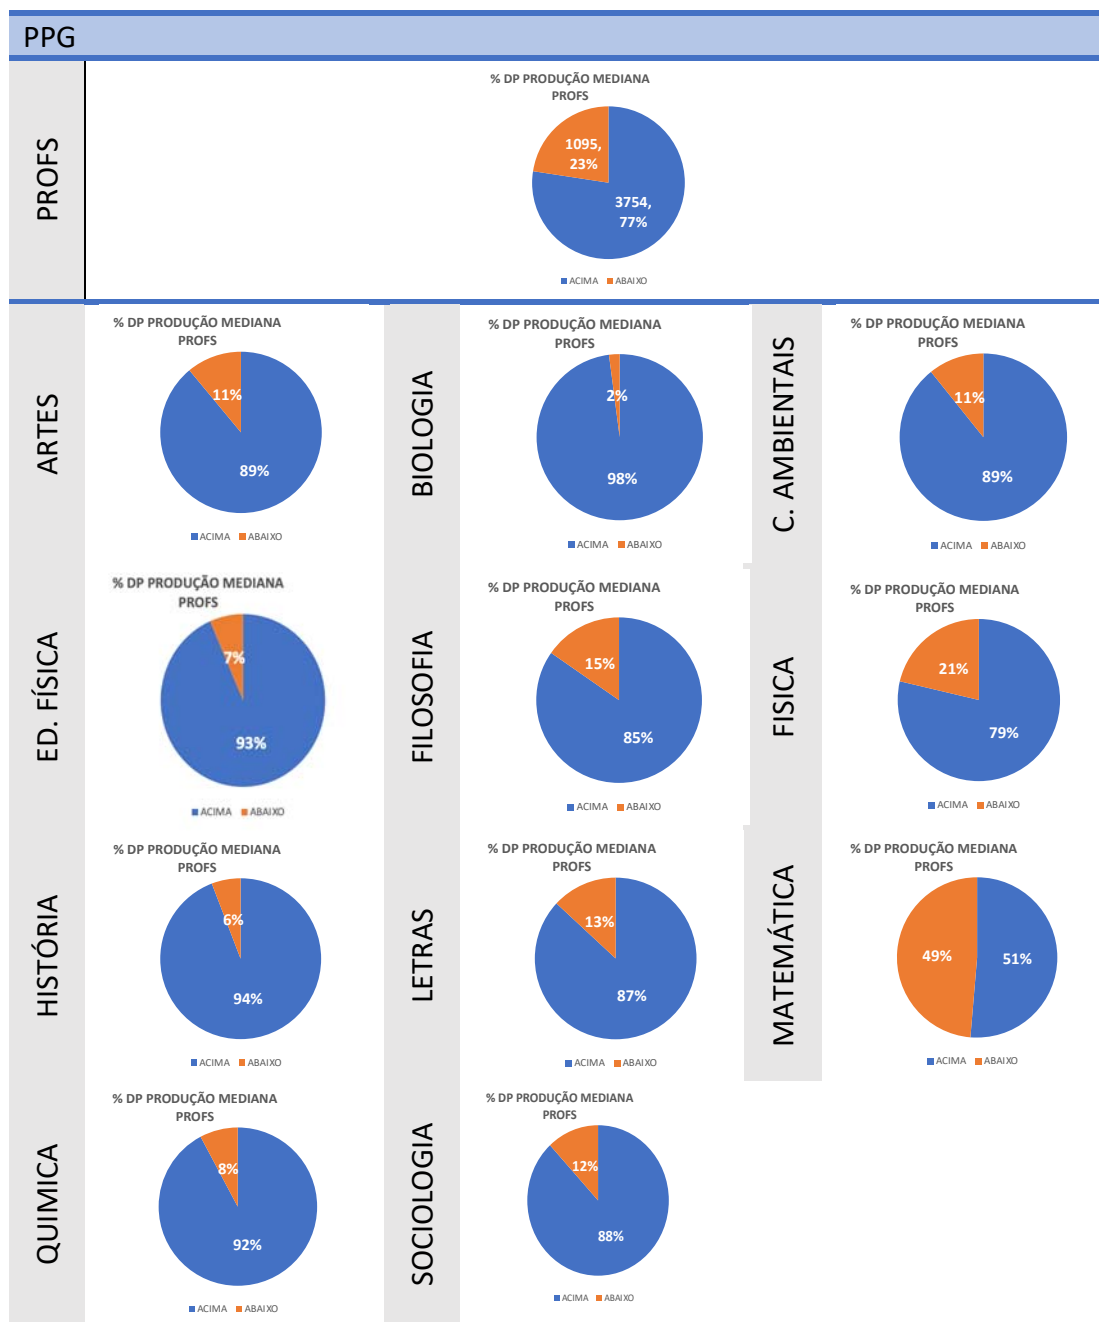 PPG
PROFS
% DP PRODUÇÃO MEDIANA
PROFS
1095,
23%
3754,
77%
ACIMA ABAIXO
ARTES
% DP PRODUÇÃO MEDIANA
PROFS
11%
89%
ACIMA ABAIXO
BIOLOGIA
% DP PRODUÇÃO MEDIANA
PROFS
2%
98%
ACIMA ABAIXO
C. AMBIENTAIS
% DP PRODUÇÃO MEDIANA
PROFS
11%
89%
ACIMA ABAIXO
ED. FÍSICA
% DP PRODUÇÃO MEDIANA
PROFS
7%
93%
ACIMA ABAIXO
FILOSOFIA
% DP PRODUÇÃO MEDIANA
PROFS
15%
85%
ACIMA ABAIXO
FISICA
% DP PRODUÇÃO MEDIANA
PROFS
21%
79%
ACIMA ABAIXO
HISTÓRIA
% DP PRODUÇÃO MEDIANA
PROFS
6%
94%
ACIMA ABAIXO
LETRAS
% DP PRODUÇÃO MEDIANA
PROFS
13%
87%
ACIMA ABAIXO
MATEMÁTICA
% DP PRODUÇÃO MEDIANA
PROFS
49%
51%
ACIMA ABAIXO
QUIMICA
% DP PRODUÇÃO MEDIANA
PROFS
8%
92%
ACIMA ABAIXO
SOCIOLOGIA
% DP PRODUÇÃO MEDIANA
PROFS
12%
88%
ACIMA ABAIXO